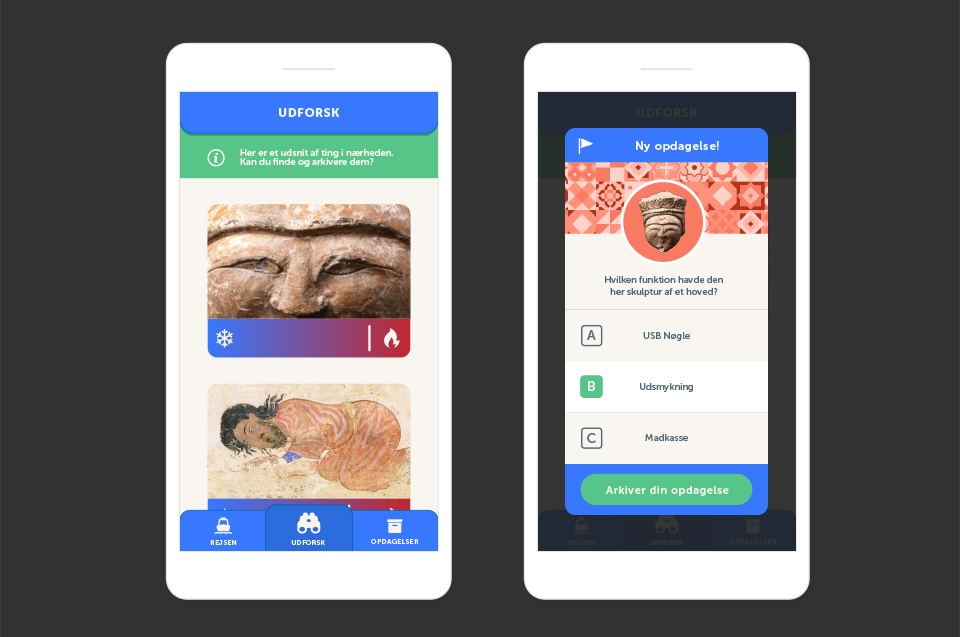 UDFORSK
Her er et udsnit af ting i nærheden.
Kan du finde og arkivere dem?
REJSEN
UDFORSK
OPDAGELSER
UDFORSK
Ny opdagelse!
Hvilken funktion havde den
her skulptur af et hoved?
A
USB Nøgle
B
Udsmykning
C
Madkasse
Arkiver din opdagelse
REJSEN
UDFORSK
OPDAGELSER